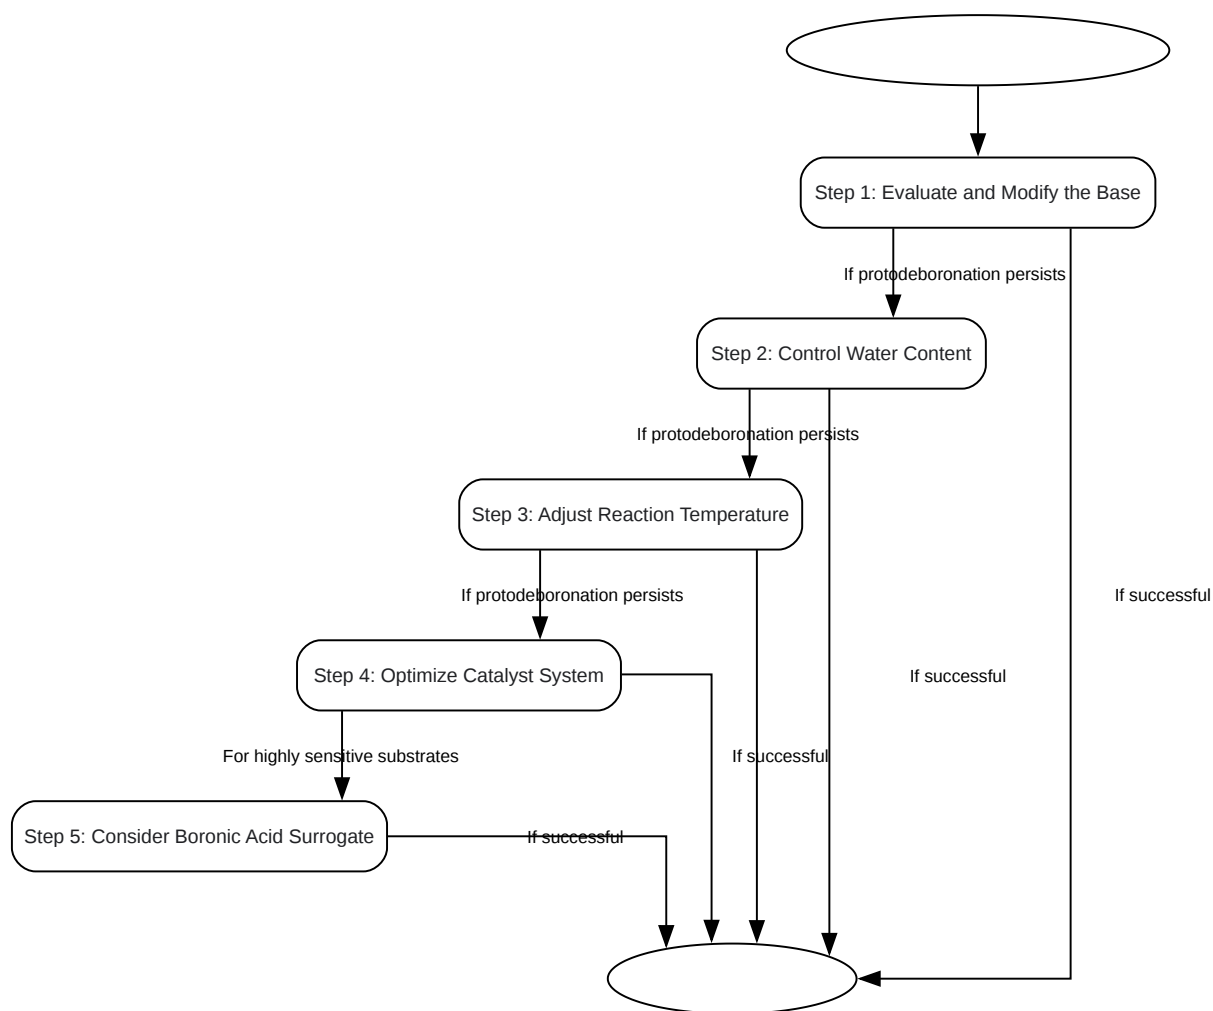 Step 1: Evaluate and Modify the Base
If protodeboronation persists
Step 2: Control Water Content
If protodeboronation persists
Step 3: Adjust Reaction Temperature
If protodeboronation persists
If successful
Step 4: Optimize Catalyst System
If successful
For highly sensitive substrates
If successful
Step 5: Consider Boronic Acid Surrogate
If successful